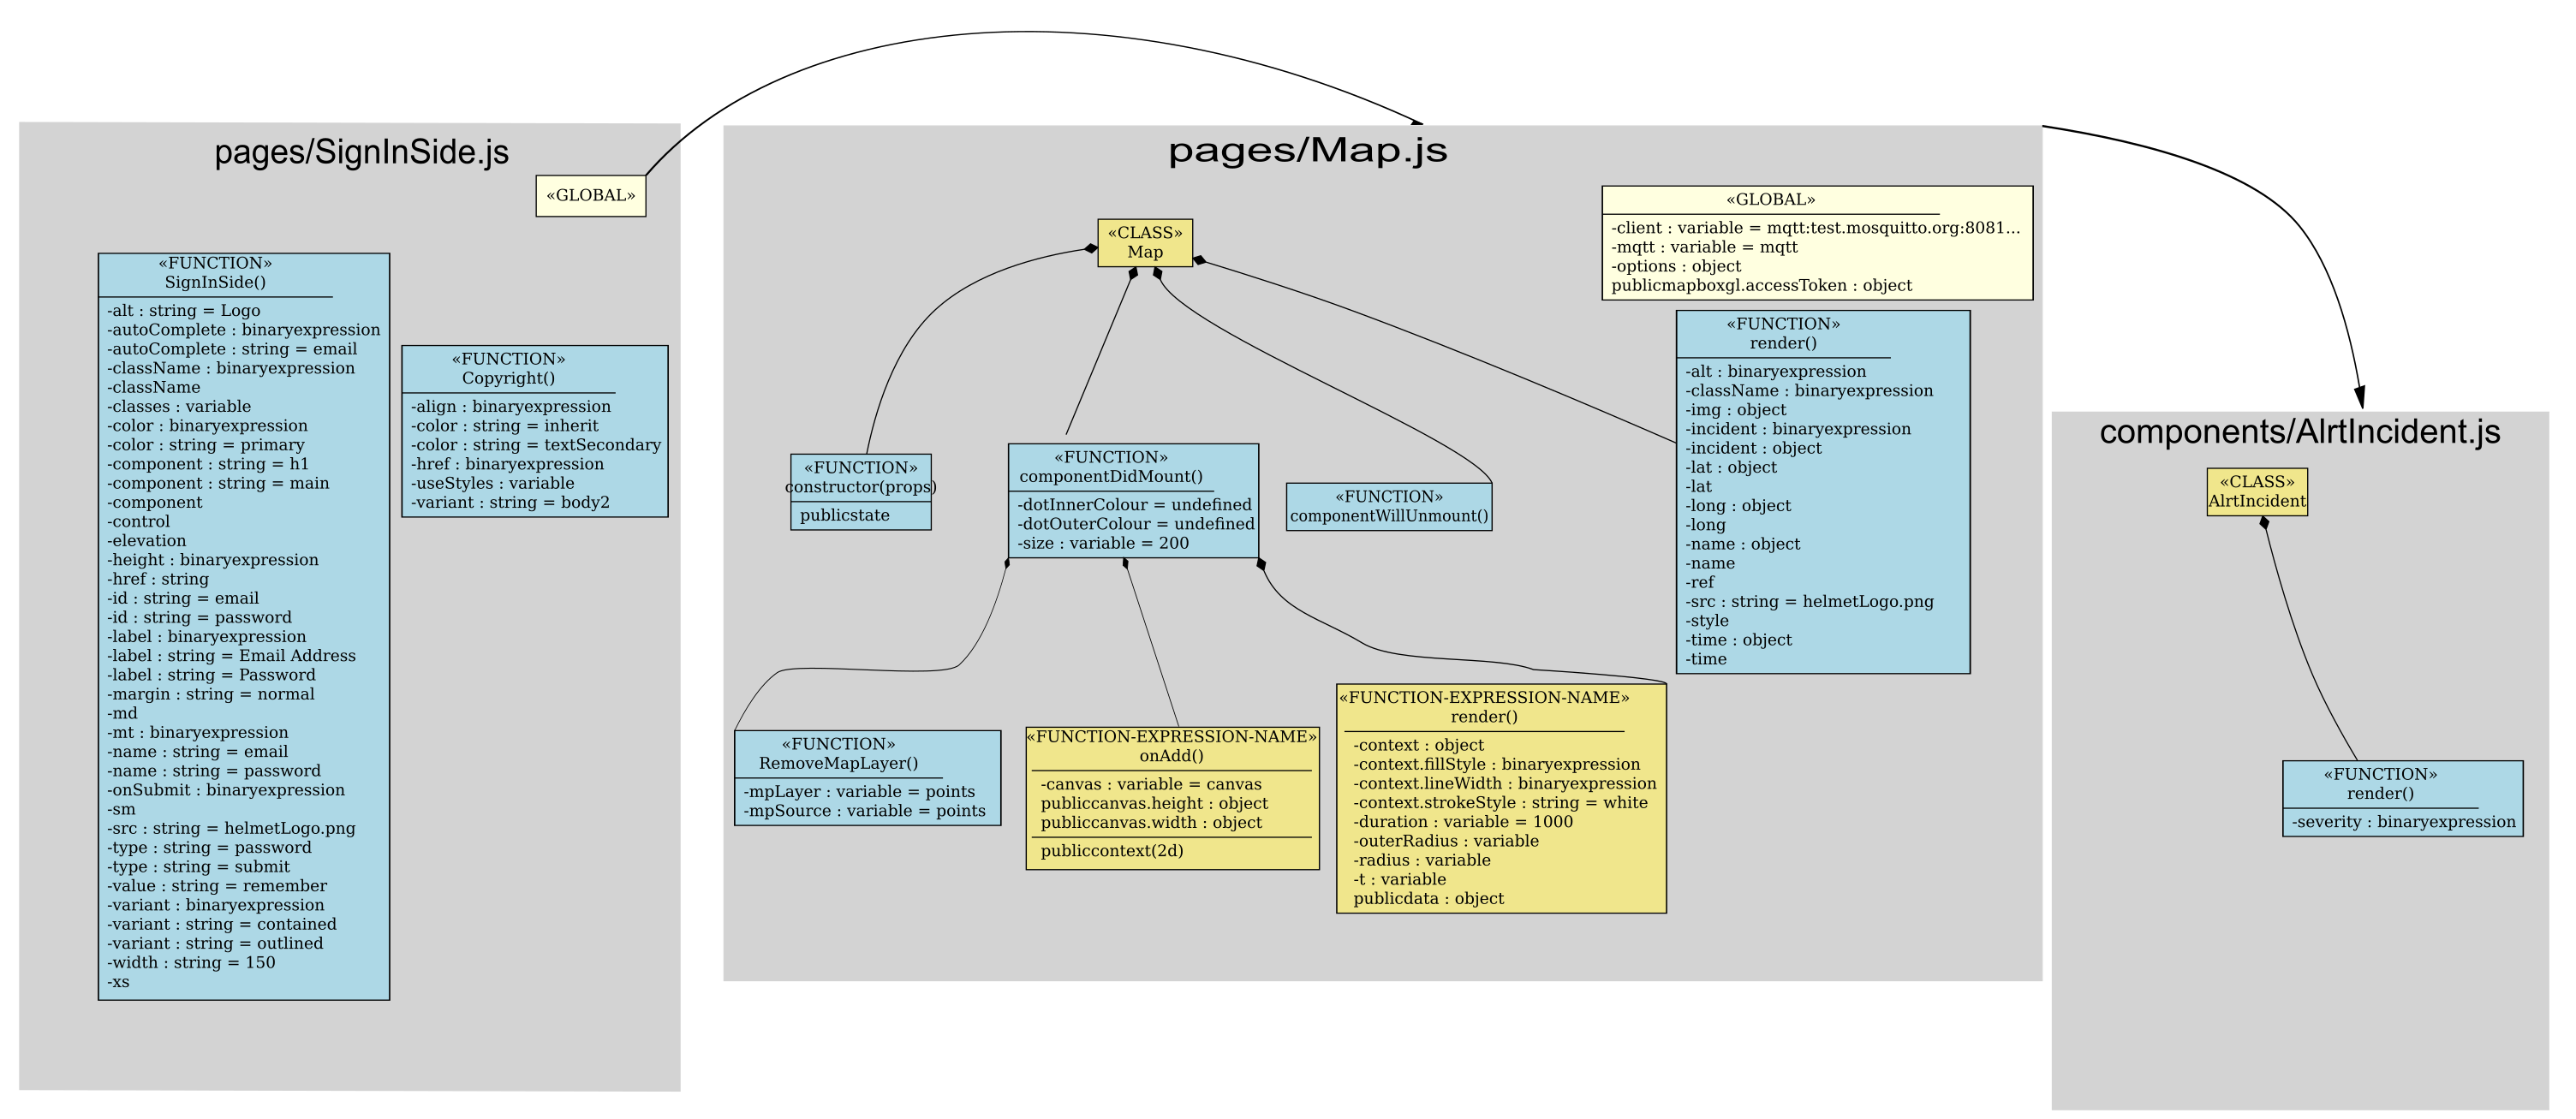 pages/SignInSide.js
«GLOBAL»
«FUNCTION»
SignInSide()
-alt : string = Logo
-autoComplete : binaryexpression
-autoComplete : string = email
-className : binaryexpression
-className
-classes : variable
-color : binaryexpression
-color : string = primary
-component : string = h1
-component : string = main
-component
-control
-elevation
-height : binaryexpression
-href : string
-id : string = email
-id : string = password
-label : binaryexpression
-label : string = Email Address
-label : string = Password
-margin : string = normal
-md
-mt : binaryexpression
-name : string = email
-name : string = password
-onSubmit : binaryexpression
-sm
-src : string = helmetLogo.png
-type : string = password
-type : string = submit
-value : string = remember
-variant : binaryexpression
-variant : string = contained
-variant : string = outlined
-width : string = 150
-xs
«FUNCTION»
Copyright()
-align : binaryexpression
-color : string = inherit
-color : string = textSecondary
-href : binaryexpression
-useStyles : variable
-variant : string = body2
pages/Map.js
«CLASS»
Map
«GLOBAL»
-client : variable = mqtt:test.mosquitto.org:8081...
-mqtt : variable = mqtt
-options : object
publicmapboxgl.accessToken : object
«FUNCTION»
constructor(props)
publicstate
«FUNCTION»
componentDidMount()
-dotInnerColour = undefined
-dotOuterColour = undefined
-size : variable = 200
«FUNCTION»
componentWillUnmount()
«FUNCTION»
render()
-alt : binaryexpression
-className : binaryexpression
-img : object
-incident : binaryexpression
-incident : object
-lat : object
-lat
-long : object
-long
-name : object
-name
-ref
-src : string = helmetLogo.png
-style
-time : object
-time
«FUNCTION»
RemoveMapLayer()
-mpLayer : variable = points
-mpSource : variable = points
«FUNCTION-EXPRESSION-NAME»
onAdd()
-canvas : variable = canvas
publiccanvas.height : object
publiccanvas.width : object
publiccontext(2d)
«FUNCTION-EXPRESSION-NAME»
render()
-context : object
-context.fillStyle : binaryexpression
-context.lineWidth : binaryexpression
-context.strokeStyle : string = white
-duration : variable = 1000
-outerRadius : variable
-radius : variable
-t : variable
publicdata : object
components/AlrtIncident.js
«CLASS»
AlrtIncident
«FUNCTION»
render()
-severity : binaryexpression